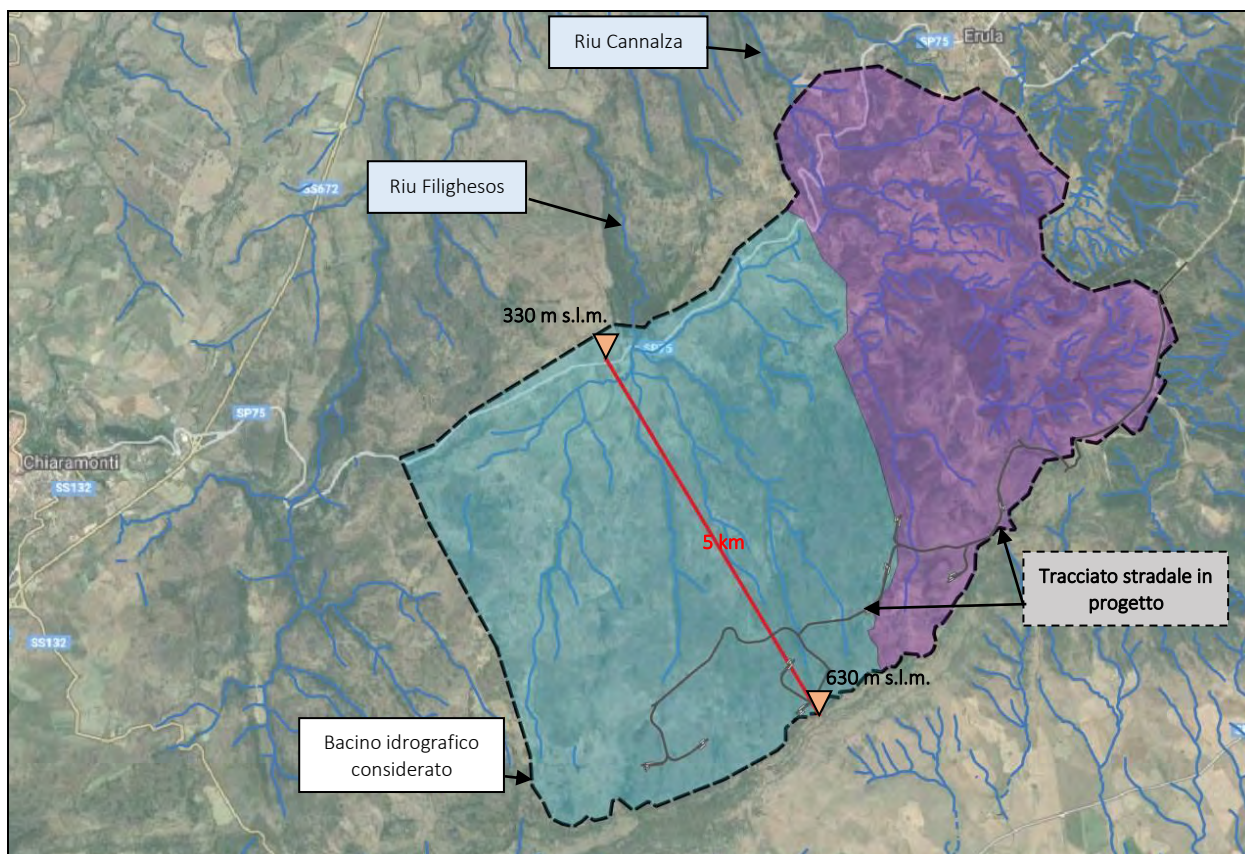 Riu Cannalza
SP75
Erula
Riu Filighesos
SS672
330 m s.l.m.
SP75
SP75
Chiaramonti
SS132
5 km
Tracciato stradale in
progetto
SS132
630 m s.l.m.
Bacino idrografico
considerato